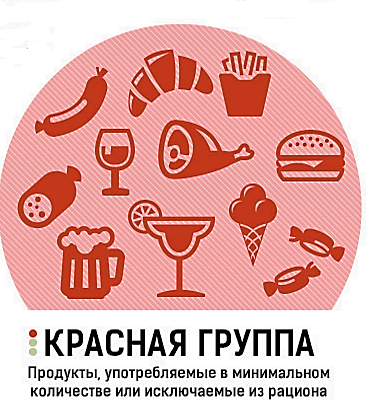 КРАСНАЯ ГРУППА
Продукты, употребляемые в минимальном
количестве или исключаемые из рациона